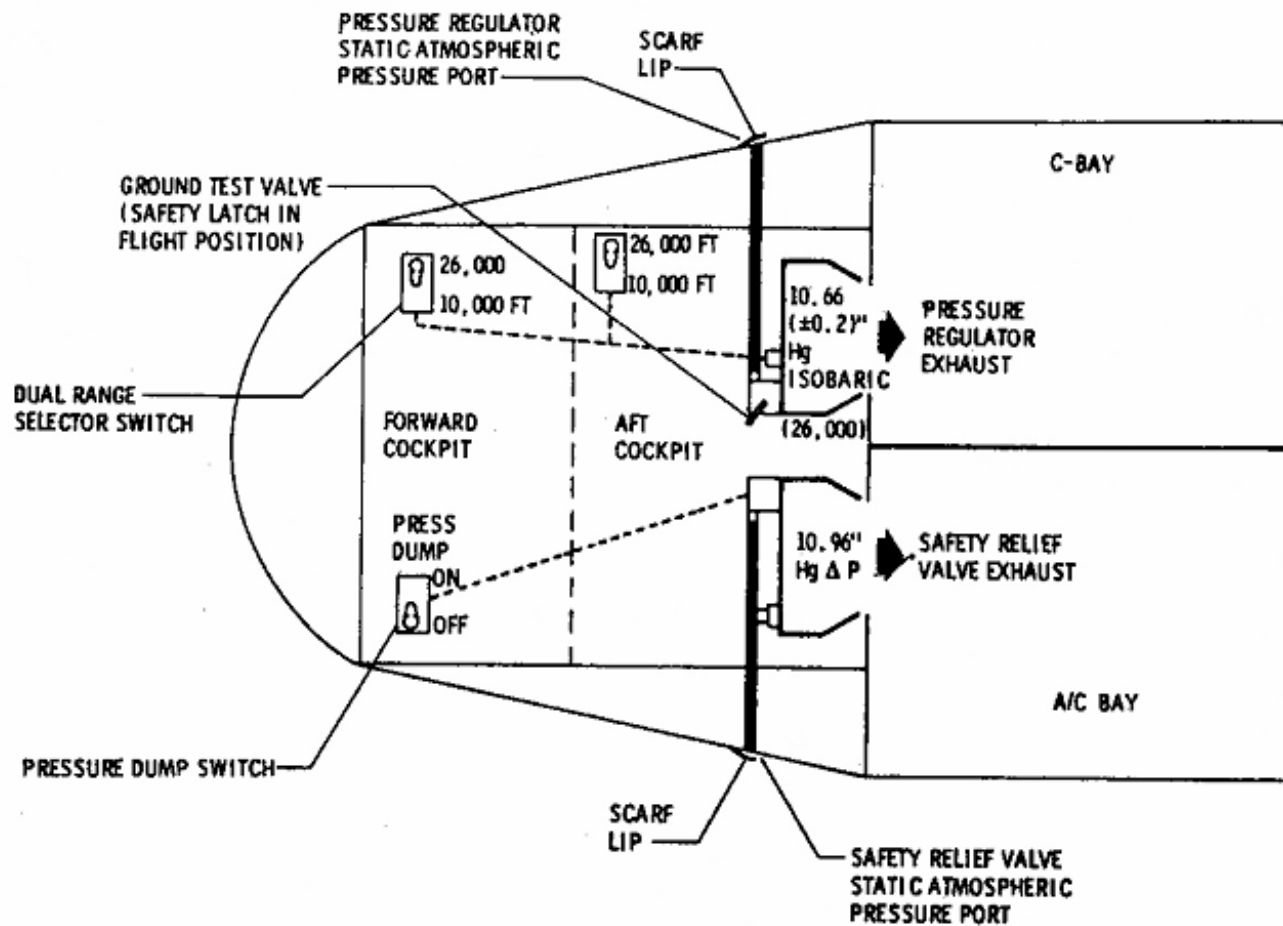 PRESSURE REGULATOR
STATIC ATMOSPHERIC
PRESSURE PORT
SCARF
LIP
C-BAY
GROUND TEST VALVE
(SAFETY LATCH IN
FLIGHT POSITION)
26,000
10,000 FT
26,000 FT
10,000 FT
10.66
(±0.2)"
Hg
ISOBARIC
(26,000)
PRESSURE
REGULATOR
EXHAUST
DUAL RANGE
SELECTOR SWITCH
FORWARD
COCKPIT
AFT
COCKPIT
PRESS
DUMP
ON
OFF
10.96"
Hg Δ P
SAFETY RELIEF
VALVE EXHAUST
A/C BAY
PRESSURE DUMP SWITCH
SCARF
LIP
SAFETY RELIEF VALVE
STATIC ATMOSPHERIC
PRESSURE PORT